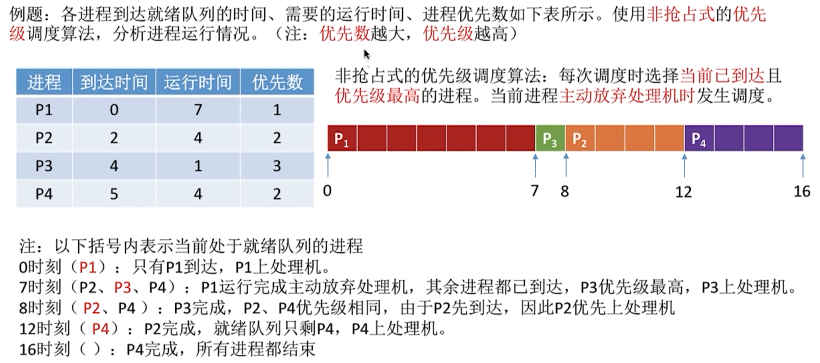 例题：各进程到达就绪队列的时间、需要的运行时间、进程优先数如下表所示。使用非抢占式的优先
级调度算法，分析进程运行情况。（注：优先数越大，优先级越高）
进程 到达时间 运行时间 优先数
P1 0 7 1
P2 2 4 2
P3 4 1 3
P4 5 4 2
非抢占式的优先级调度算法：每次调度时选择当前已到达且
优先级最高的进程。当前进程主动放弃处理机时发生调度。
P1 P3 P2 P4
0 7 8 12 16
注：以下括号内表示当前处于就绪队列的进程
0时刻（P1）：只有P1到达，P1上处理机。
7时刻（P2、P3、P4）：P1运行完成主动放弃处理机，其余进程都已到达，P3优先级最高，P3上处理机。
8时刻（P2、P4）：P3完成，P2、P4优先级相同，由于P2先到达，因此P2优先上处理机
12时刻（P4）：P2完成，就绪队列只剩P4，P4上处理机。
16时刻（ ）：P4完成，所有进程都结束